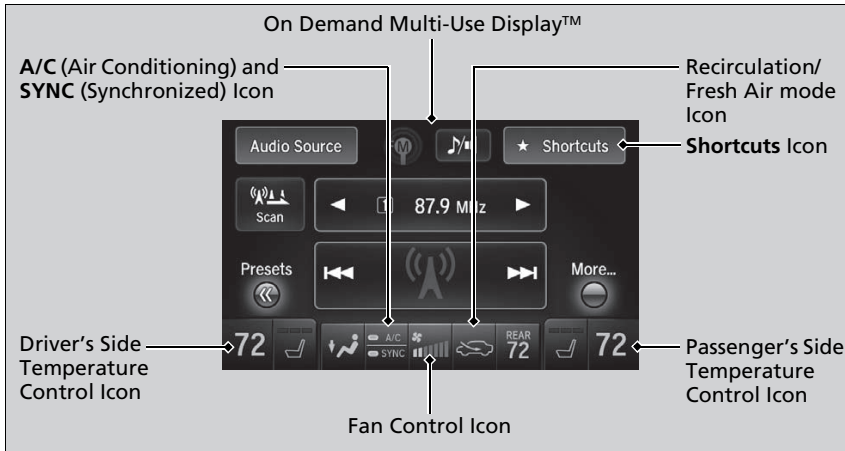 On Demand Multi-Use Display™
A/C (Air Conditioning) and
SYNC (Synchronized) Icon
Recirculation/
Fresh Air mode
Icon
Shortcuts Icon
Audio Source
M
★ Shortcuts
Scan
1 87.9 MHz
Presets
More...
72
A/C
SYNC
REAR
72
72
Driver's Side
Temperature
Control Icon
Fan Control Icon
Passenger's Side
Temperature
Control Icon